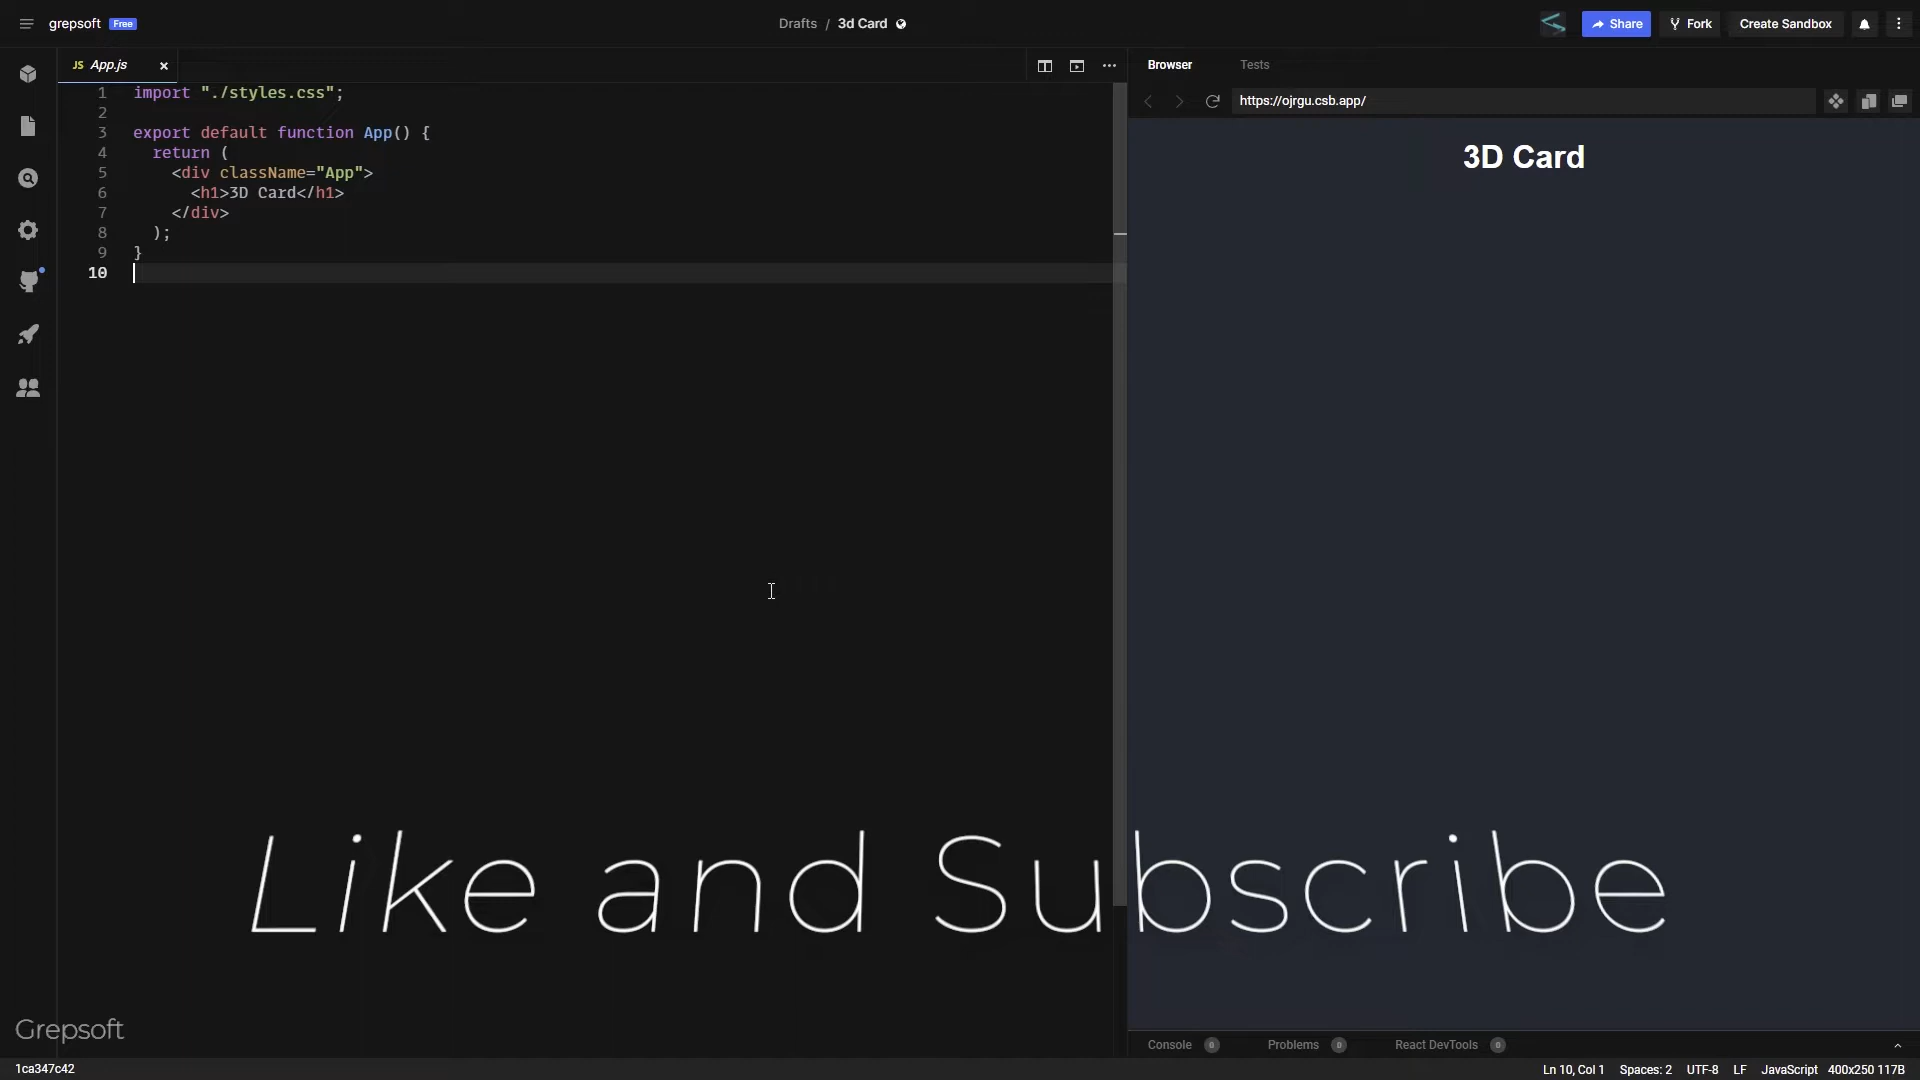 grepsoft Free
Drafts / 3d Card
Share Fork Create Sandbox
JS App.js
Browser Tests
https://ojrgu.csb.app/
1 import "./styles.css";
2
3 export default function App() {
4 return (
5 <div className="App">
6 <h1>3D Card</h1>
7 </div>
8 );
9 }
10
3D Card
Like and Subscribe
Grepsoft
Console 0 Problems 0 React DevTools 0
1ca347c42
Ln 10, Col 1 Spaces: 2 UTF-8 LF JavaScript 400x250 117B